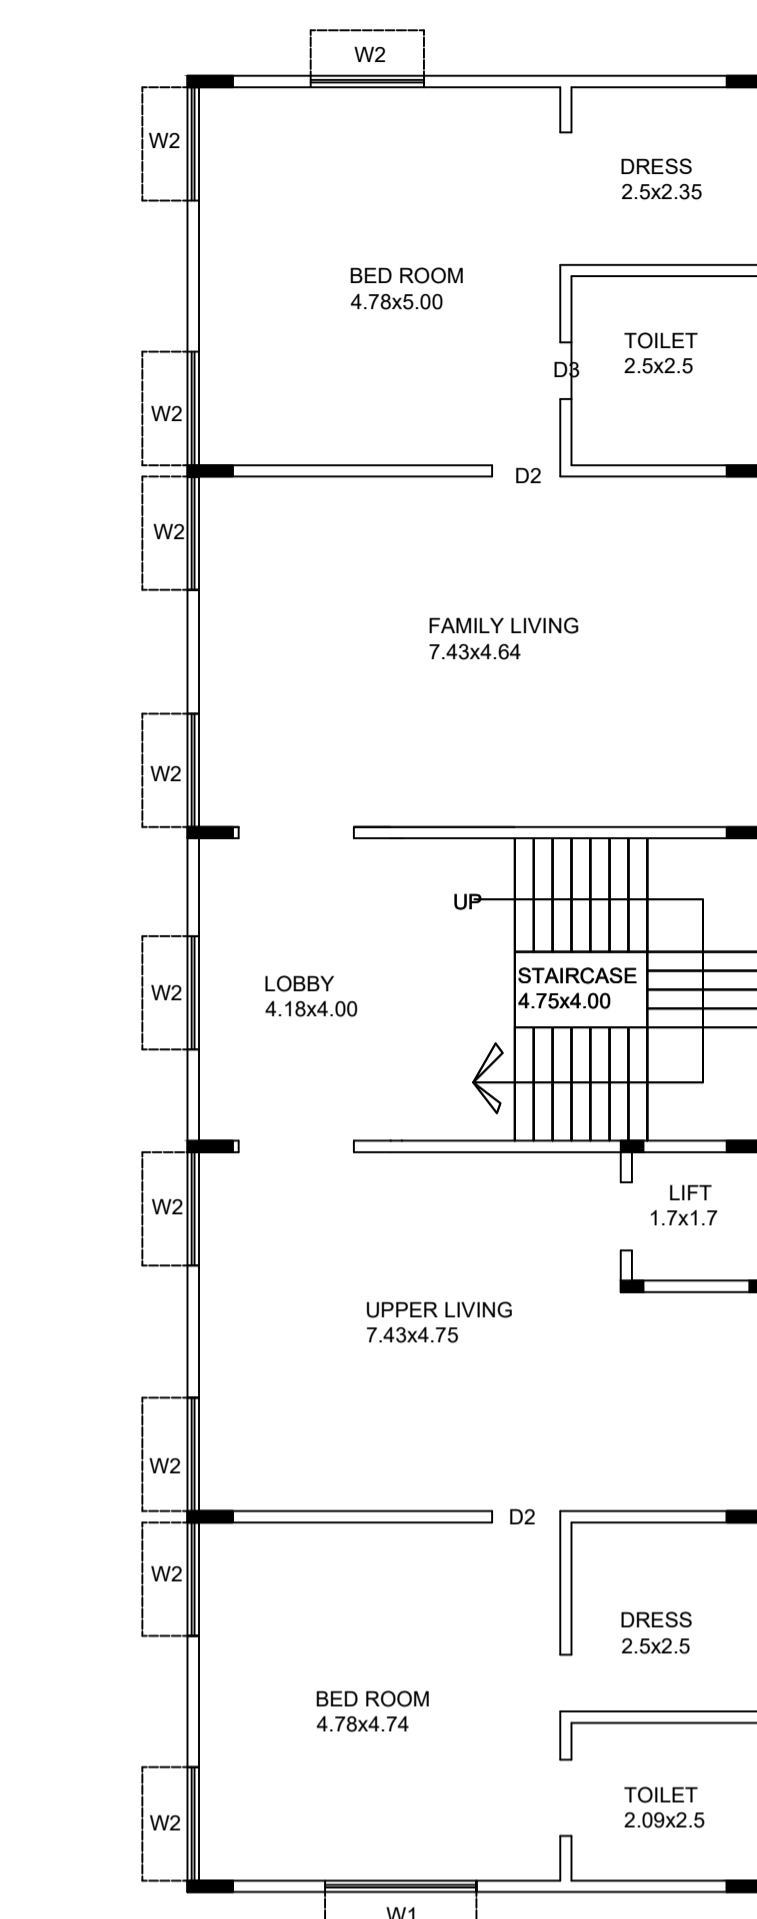 W2
W2
DRESS
2.5x2.35
BED ROOM
4.78x5.00
TOILET
2.5x2.5
D3
W2
D2
W2
FAMILY LIVING
7.43x4.64
W2
UP
STAIRCASE
4.75x4.00
LOBBY
4.18x4.00
W2
W2
LIFT
1.7x1.7
UPPER LIVING
7.43x4.75
W2
D2
W2
DRESS
2.5x2.5
BED ROOM
4.78x4.74
TOILET
2.09x2.5
W2
W1